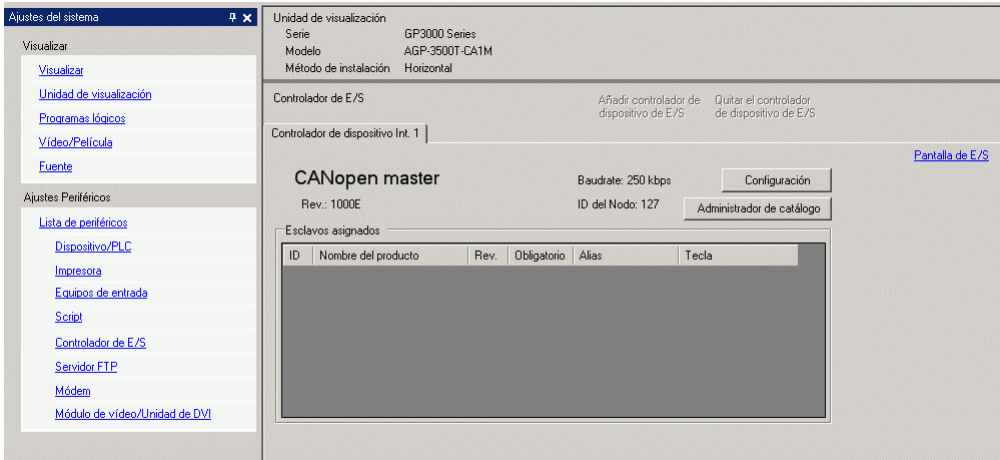 Ajustes del sistema
Visualizar
Visualizar
Unidad de visualización
Programas lógicos
Vídeo/Película
Fuente
Ajustes Periféricos
Lista de periféricos
Dispositivo/PLC
Impresora
Equipos de entrada
Script
Controlador de E/S
Servidor FTP
Módem
Módulo de vídeo/Unidad de DVI
Unidad de visualización
Serie GP3000 Series
Modelo AGP-3500T-CA1M
Método de instalación Horizontal
Controlador de E/S
Añadir controlador de dispositivo de E/S
Quitar el controlador de dispositivo de E/S
Controlador de dispositivo Int. 1
Pantalla de E/S
CANopen master
Baudrate: 250 kbps
Configuración
Rev.: 1000E
ID del Nodo: 127
Administrador de catálogo
Esclavos asignados
ID Nombre del producto Rev. Obligatorio Alias Tecla